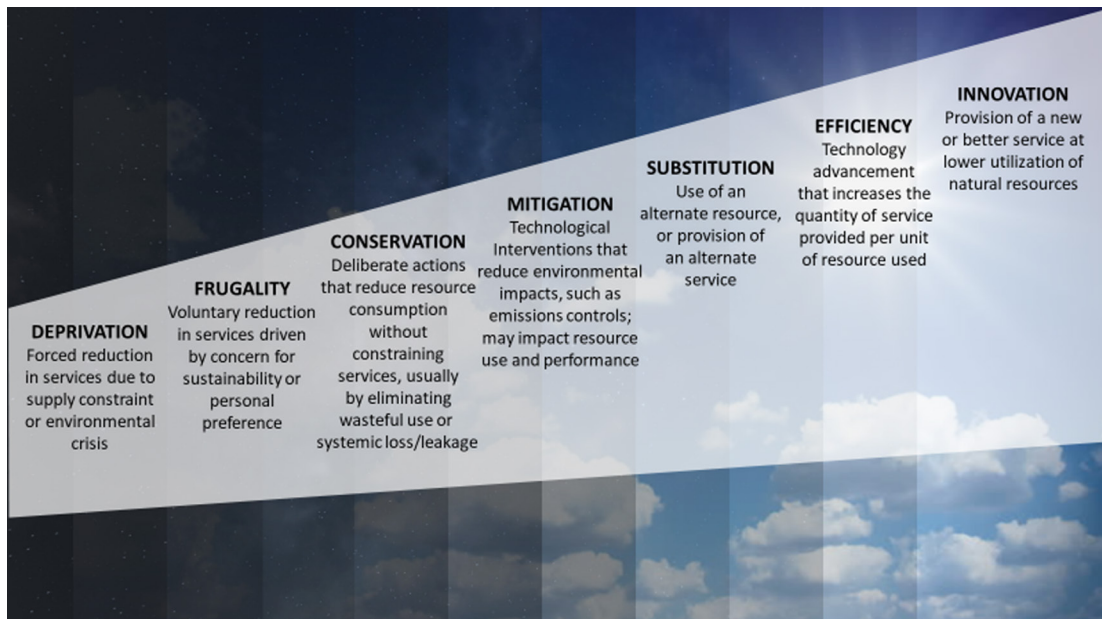 DEPRIVATION
Forced reduction
in services due to
supply constraint
or environmental
crisis
FRUGALITY
Voluntary reduction
in services driven
by concern for
sustainability or
personal
preference
CONSERVATION
Deliberate actions
that reduce resource
consumption
without
constraining
services, usually
by eliminating
wasteful use or
systemic loss/leakage
MITIGATION
Technological
Interventions that
reduce environmental
impacts, such as
emissions controls;
may impact resource
use and performance
SUBSTITUTION
Use of an
alternate resource,
or provision of
an alternate
service
EFFICIENCY
Technology
advancement
that increases the
quantity of service
provided per unit
of resource used
INNOVATION
Provision of a new
or better service at
lower utilization of
natural resources